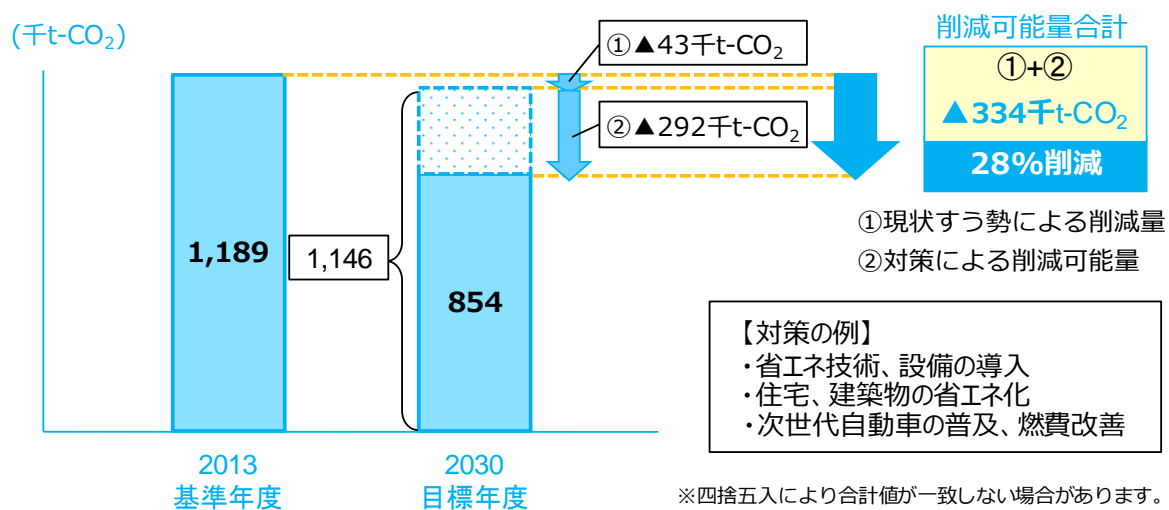 (千t-CO₂)
①▲43千t-CO₂
②▲292千t-CO₂
削減可能量合計
①+②
▲334千t-CO₂
28%削減
1,189
1,146
854
①現状すう勢による削減量
②対策による削減可能量
【対策の例】
・省エネ技術、設備の導入
・住宅、建築物の省エネ化
・次世代自動車の普及、燃費改善
2013
基準年度
2030
目標年度
※四捨五入により合計値が一致しない場合があります。